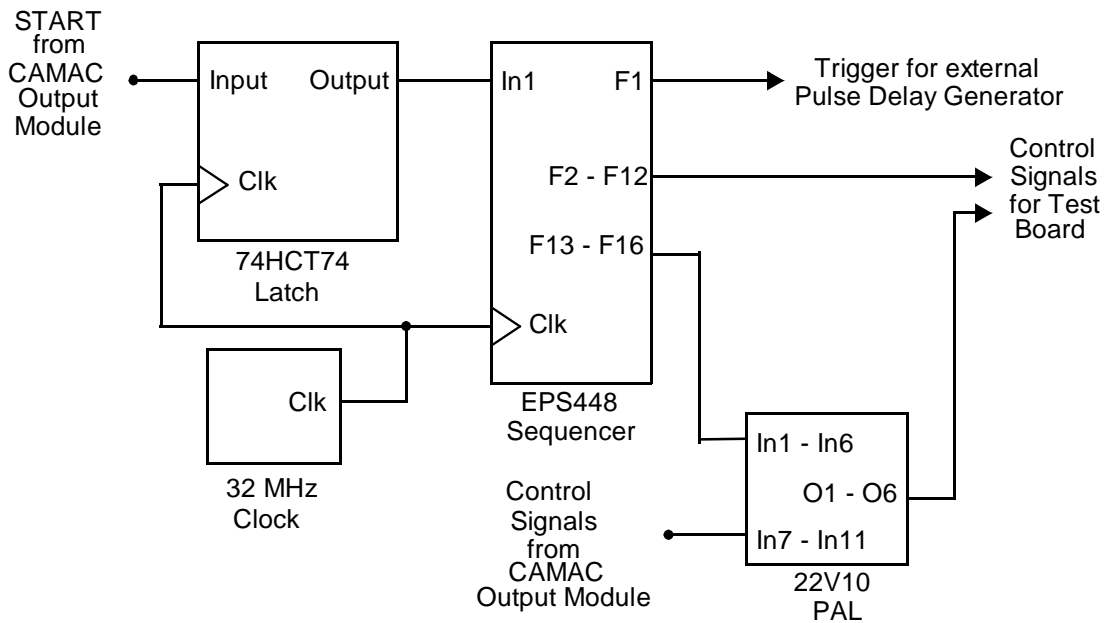 START
from
CAMAC
Output
Module
Input
Output
Clk
74HCT74
Latch
Clk
32 MHz
Clock
In1
F1
F2 - F12
F13 - F16
Clk
EPS448
Sequencer
Trigger for external
Pulse Delay Generator
Control
Signals
for Test
Board
In1 - In6
O1 - O6
In7 - In11
22V10
PAL
Control
Signals
from
CAMAC
Output Module